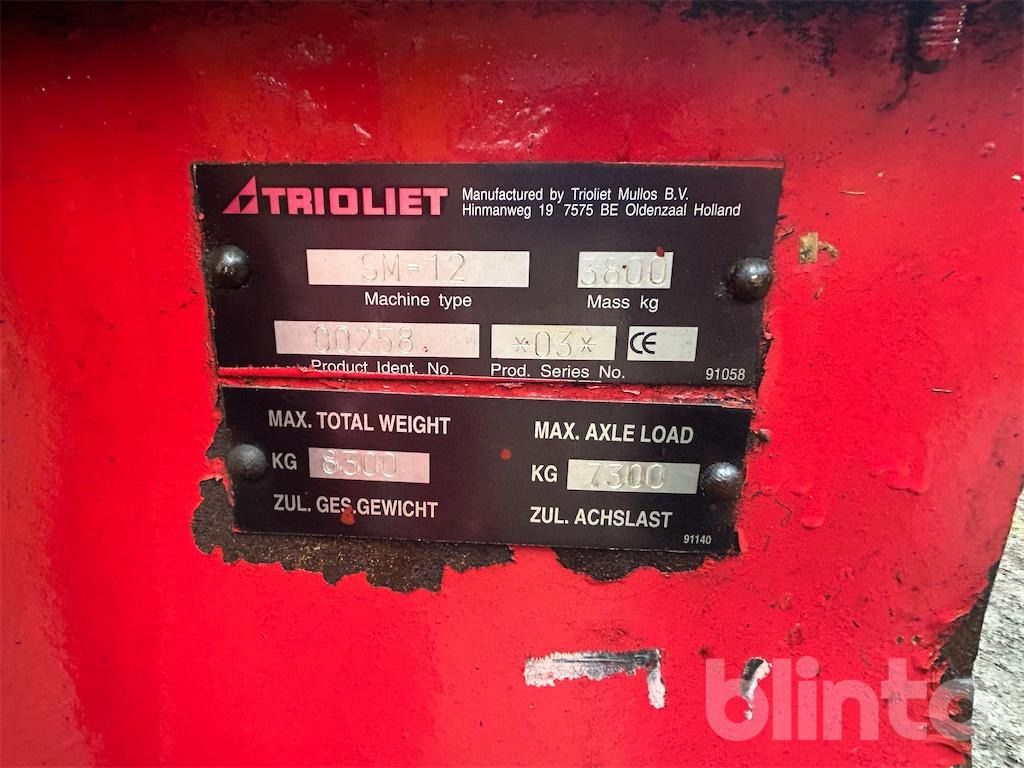 TRIOLIET
Manufactured by Trioliet Mullos B.V.
Hinmanweg 19 7575 BE Oldenzaal Holland
SM-12 3800
Machine type Mass kg
00258. *03* CE
Product Ident. No. Prod. Series No. 91058
MAX. TOTAL WEIGHT MAX. AXLE LOAD
KG 8300 KG 7300
ZUL. GES.GEWICHT ZUL. ACHSLAST
91140
blinto